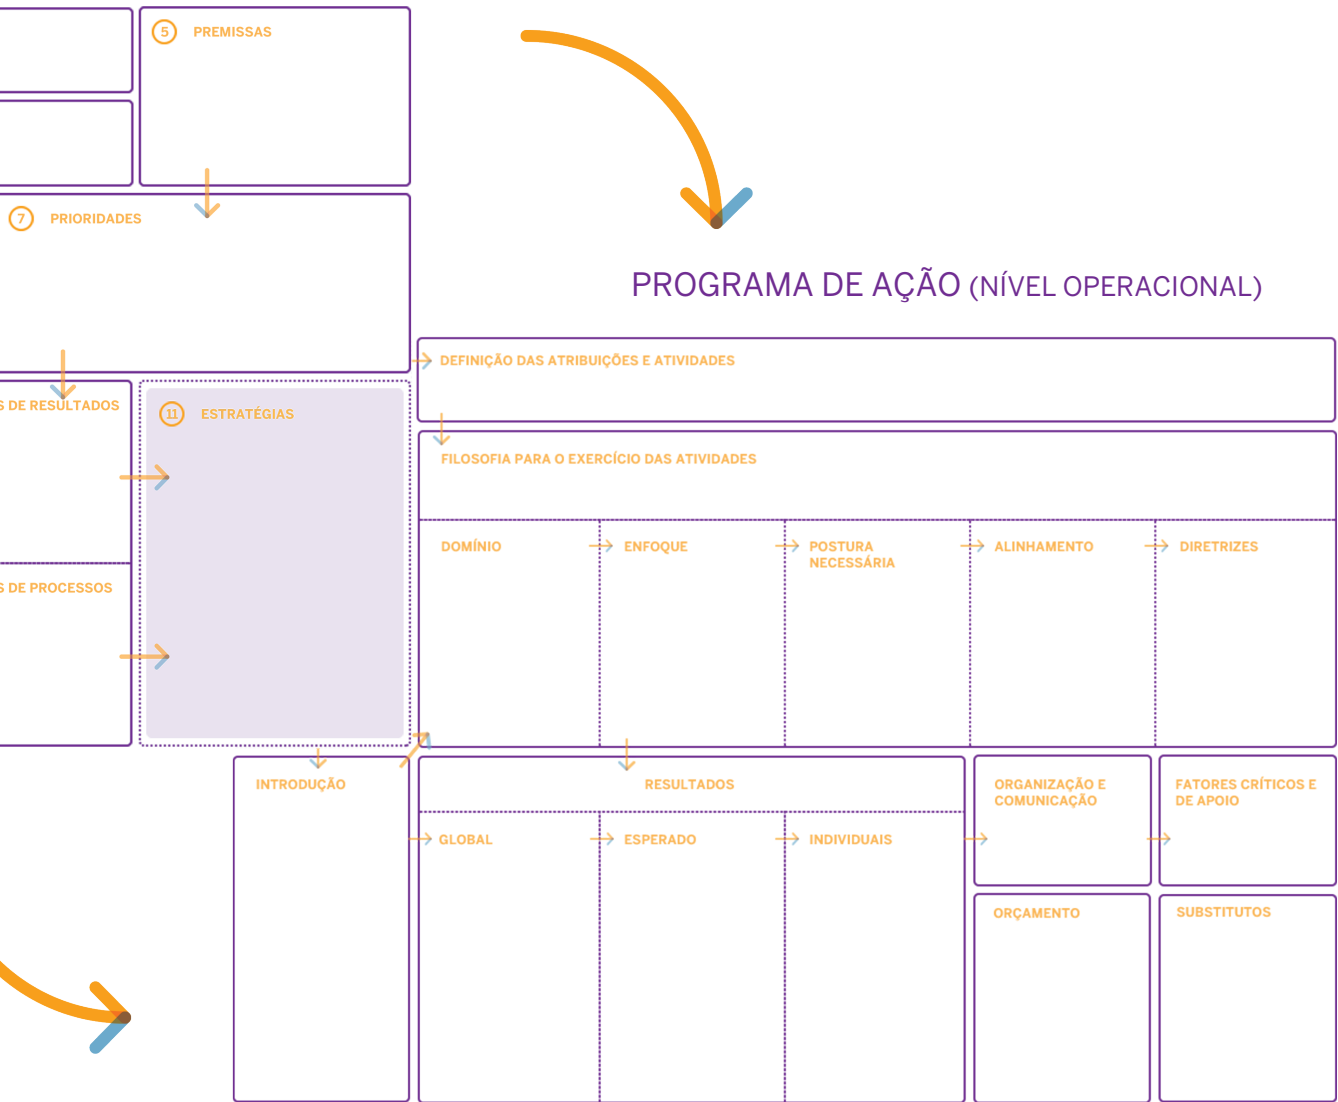 5 PREMISSAS
7 PRIORIDADES
PROGRAMA DE AÇÃO (NÍVEL OPERACIONAL)
DEFINIÇÃO DAS ATRIBUIÇÕES E ATIVIDADES
S DE RESULTADOS
11 ESTRATÉGIAS
FILOSOFIA PARA O EXERCÍCIO DAS ATIVIDADES
DOMÍNIO
ENFOQUE
POSTURA
NECESSÁRIA
ALINHAMENTO
DIRETRIZES
S DE PROCESSOS
INTRODUÇÃO
RESULTADOS
GLOBAL
ESPERADO
INDIVIDUAIS
ORGANIZAÇÃO E
COMUNICAÇÃO
FATORES CRÍTICOS E
DE APOIO
ORÇAMENTO
SUBSTITUTOS